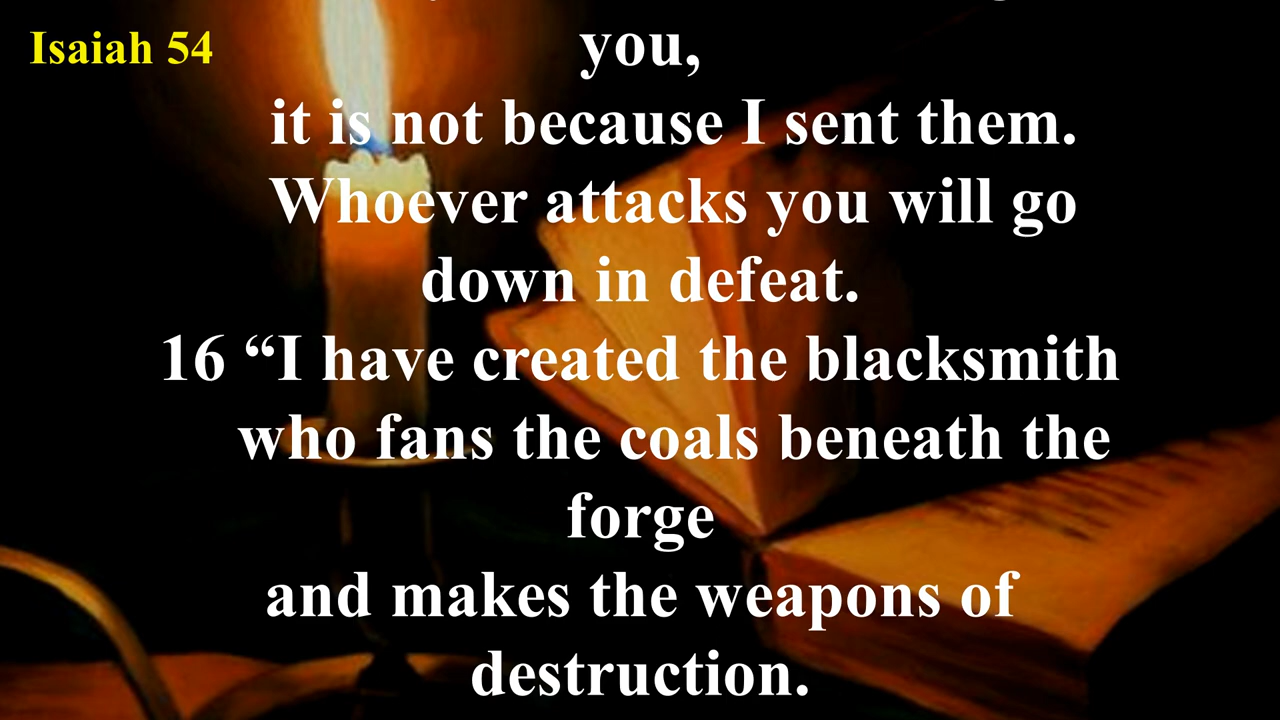 Isaiah 54
you,
it is not because I sent them.
Whoever attacks you will go
down in defeat.
16 “I have created the blacksmith
who fans the coals beneath the
forge
and makes the weapons of
destruction.